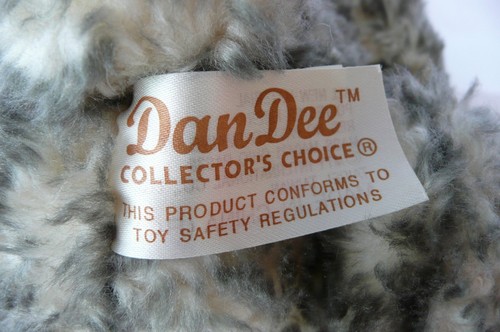 DanDee™
COLLECTOR'S CHOICE®
THIS PRODUCT CONFORMS TO
TOY SAFETY REGULATIONS